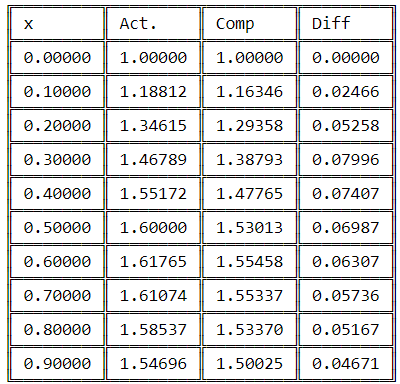 x Act. Comp Diff
0.00000 1.00000 1.00000 0.00000
0.10000 1.18812 1.16346 0.02466
0.20000 1.34615 1.29358 0.05258
0.30000 1.46789 1.38793 0.07996
0.40000 1.55172 1.47765 0.07407
0.50000 1.60000 1.53013 0.06987
0.60000 1.61765 1.55458 0.06307
0.70000 1.61074 1.55337 0.05736
0.80000 1.58537 1.53370 0.05167
0.90000 1.54696 1.50025 0.04671